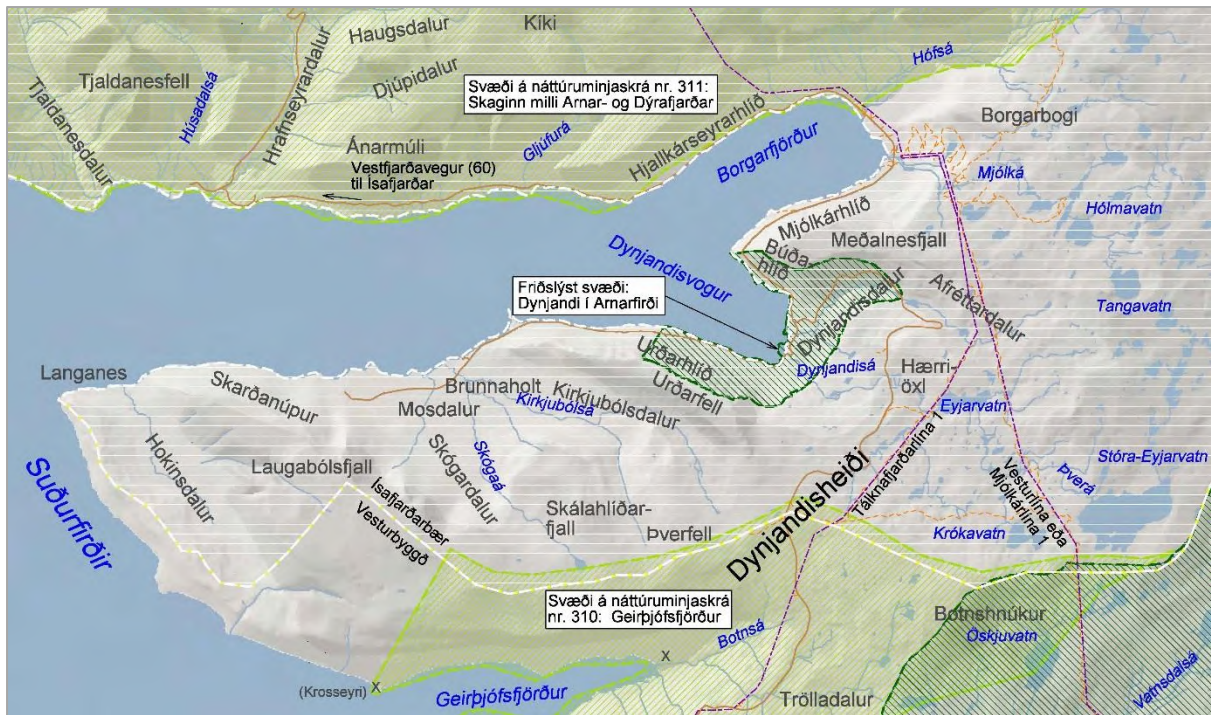 Haugsdalur
Kíki
Tjaldanesfell
Húsadalsá
Hrafnseyrardalur
Djúpidalur
Tjaldanesdalur
Svæði á náttúruminjaskrá nr. 311:
Skaginn milli Arnar- og Dýrafjarðar
Hófsá
Borgarbogi
Ánarmúli
Gljúfurá
Hjallkárseyrarhlíð
Borgarfjörður
Vestfjarðavegur (60)
til Ísafjarðar
Mjólká
Hólmavatn
Mjólkárhlíð
Búða-
hlíð
Meðalnesfjall
Dynjandisvogur
Friðslýst svæði:
Dynjandi í Arnarfirði
Dynjandisdalur
Afréttardalur
Tangavatn
Urðarhlíð
Urðarfell
Dynjandisá
Hærri-
öxl
Langanes
Skarðanúpur
Brunnaholt
Mosdalur
Kirkjubólsdalur
Kirkjubólsá
Eyjarvatn
Hokinsdalur
Laugabólsfjall
Skógardalur
Skógaá
Stóra-Eyjarvatn
Þverá
Suðurfirðir
Ísafjarðarbær
Vesturbyggð
Skálahlíðar-
fjall
Þverfell
Dynjandisheiði
Tálknafjarðarlína 1
Vesturlína eða
Mjólkárlína 1
Krókavatn
Svæði á náttúruminjaskrá
nr. 310: Geirþjófsfjörður
Botnsá
Botnshnúkur
Öskjuvatn
(Krosseyri)
X
X
Geirþjófsfjörður
Trölladalur
Vatnsdalsá